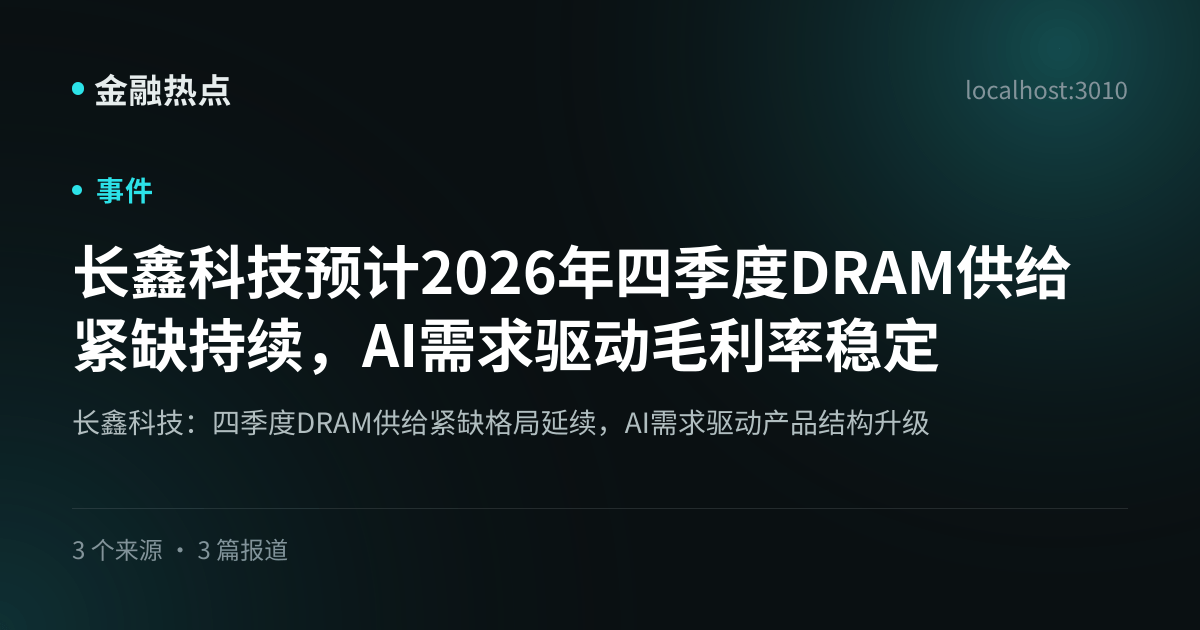 金融热点
localhost:3010
事件
长鑫科技预计2026年四季度DRAM供给
紧缺持续，AI需求驱动毛利率稳定
长鑫科技：四季度DRAM供给紧缺格局延续，AI需求驱动产品结构升级
3 个来源 · 3 篇报道